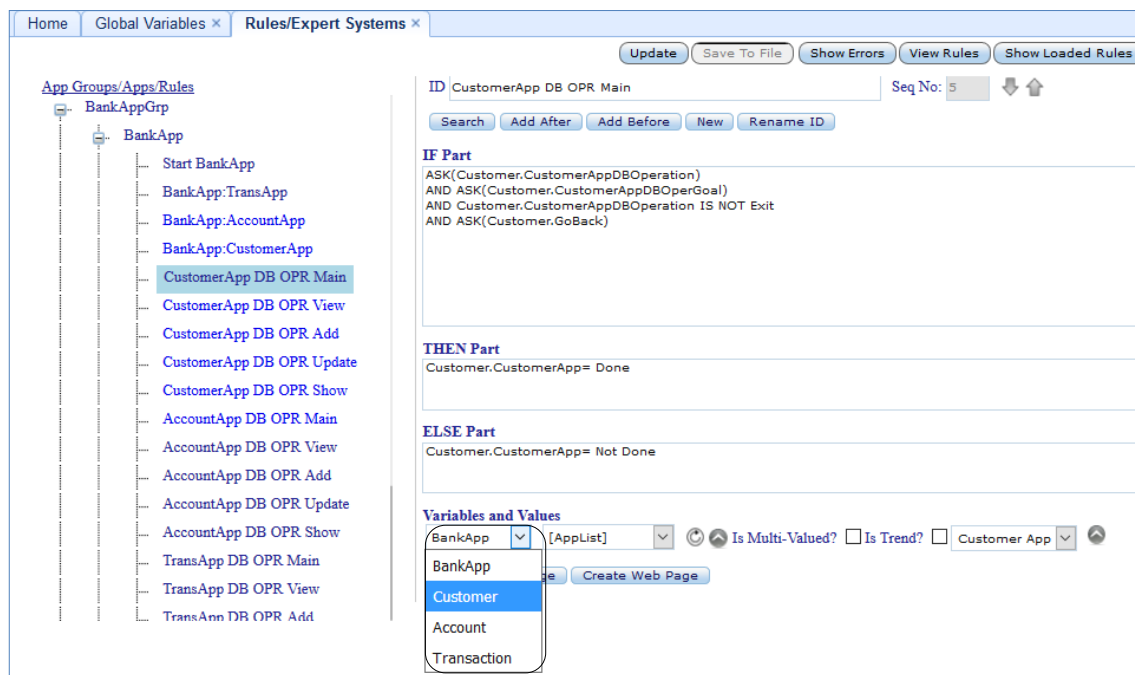 Home Global Variables × Rules/Expert Systems ×
Update Save To File Show Errors View Rules Show Loaded Rules
App Groups/Apps/Rules
BankAppGrp
BankApp
Start BankApp
BankApp:TransApp
BankApp:AccountApp
BankApp:CustomerApp
CustomerApp DB OPR Main
CustomerApp DB OPR View
CustomerApp DB OPR Add
CustomerApp DB OPR Update
CustomerApp DB OPR Show
AccountApp DB OPR Main
AccountApp DB OPR View
AccountApp DB OPR Add
AccountApp DB OPR Update
AccountApp DB OPR Show
TransApp DB OPR Main
TransApp DB OPR View
TransApp DB OPR Add
ID CustomerApp DB OPR Main Seq No: 5
Search Add After Add Before New Rename ID
IF Part
ASK(Customer.CustomerAppDBOperation)
AND ASK(Customer.CustomerAppDBOperGoal)
AND Customer.CustomerAppDBOperation IS NOT Exit
AND ASK(Customer.GoBack)
THEN Part
Customer.CustomerApp= Done
ELSE Part
Customer.CustomerApp= Not Done
Variables and Values
BankApp [AppList] Is Multi-Valued? Is Trend? Customer App
BankApp
Create Web Page
Customer
Account
Transaction